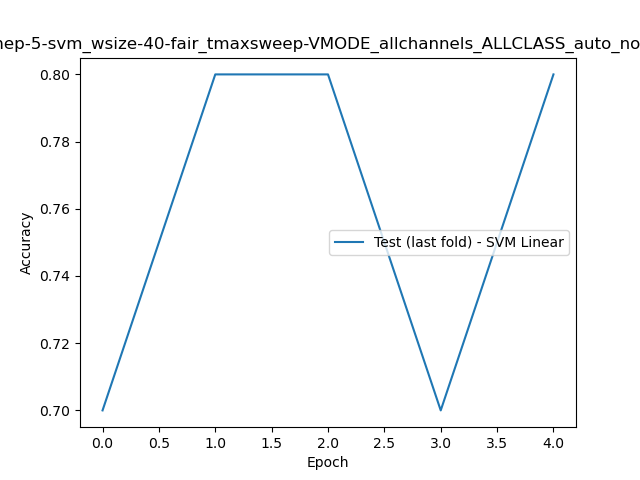 nep-5-svm_wsize-40-fair_tmaxsweep-VMODE_allchannels_ALLCLASS_auto_no
0.80
0.78
0.76
0.74
0.72
0.70
Accuracy
Test (last fold) - SVM Linear
0.0 0.5 1.0 1.5 2.0 2.5 3.0 3.5 4.0
Epoch